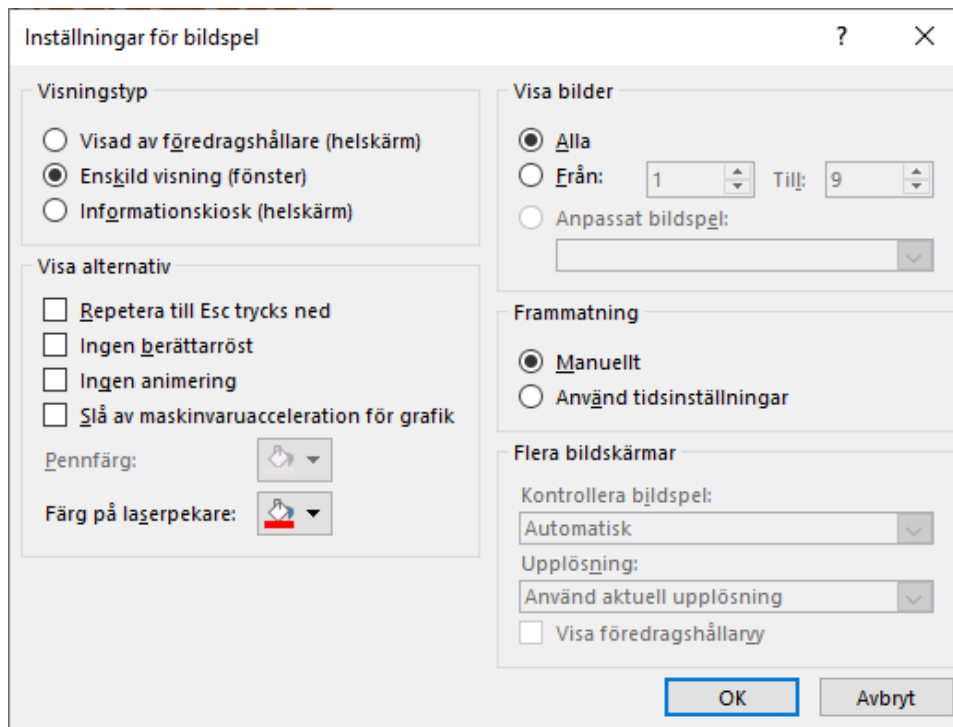 Inställningar för bildspel
?
Visningstyp
Visad av föredragshållare (helskärm)
Enskild visning (fönster)
Informationskiosk (helskärm)
Visa alternativ
Repetera till Esc trycks ned
Ingen berättarröst
Ingen animering
Slå av maskinvaruacceleration för grafik
Pennfärg:
Färg på laserpekare:
Visa bilder
Alla
Från: 1 Till: 9
Anpassat bildspel:
Frammatning
Manuellt
Använd tidsinställningar
Flera bildskärmar
Kontrollera bildspel:
Automatisk
Upplösning:
Använd aktuell upplösning
Visa föredragshållarvy
OK Avbryt